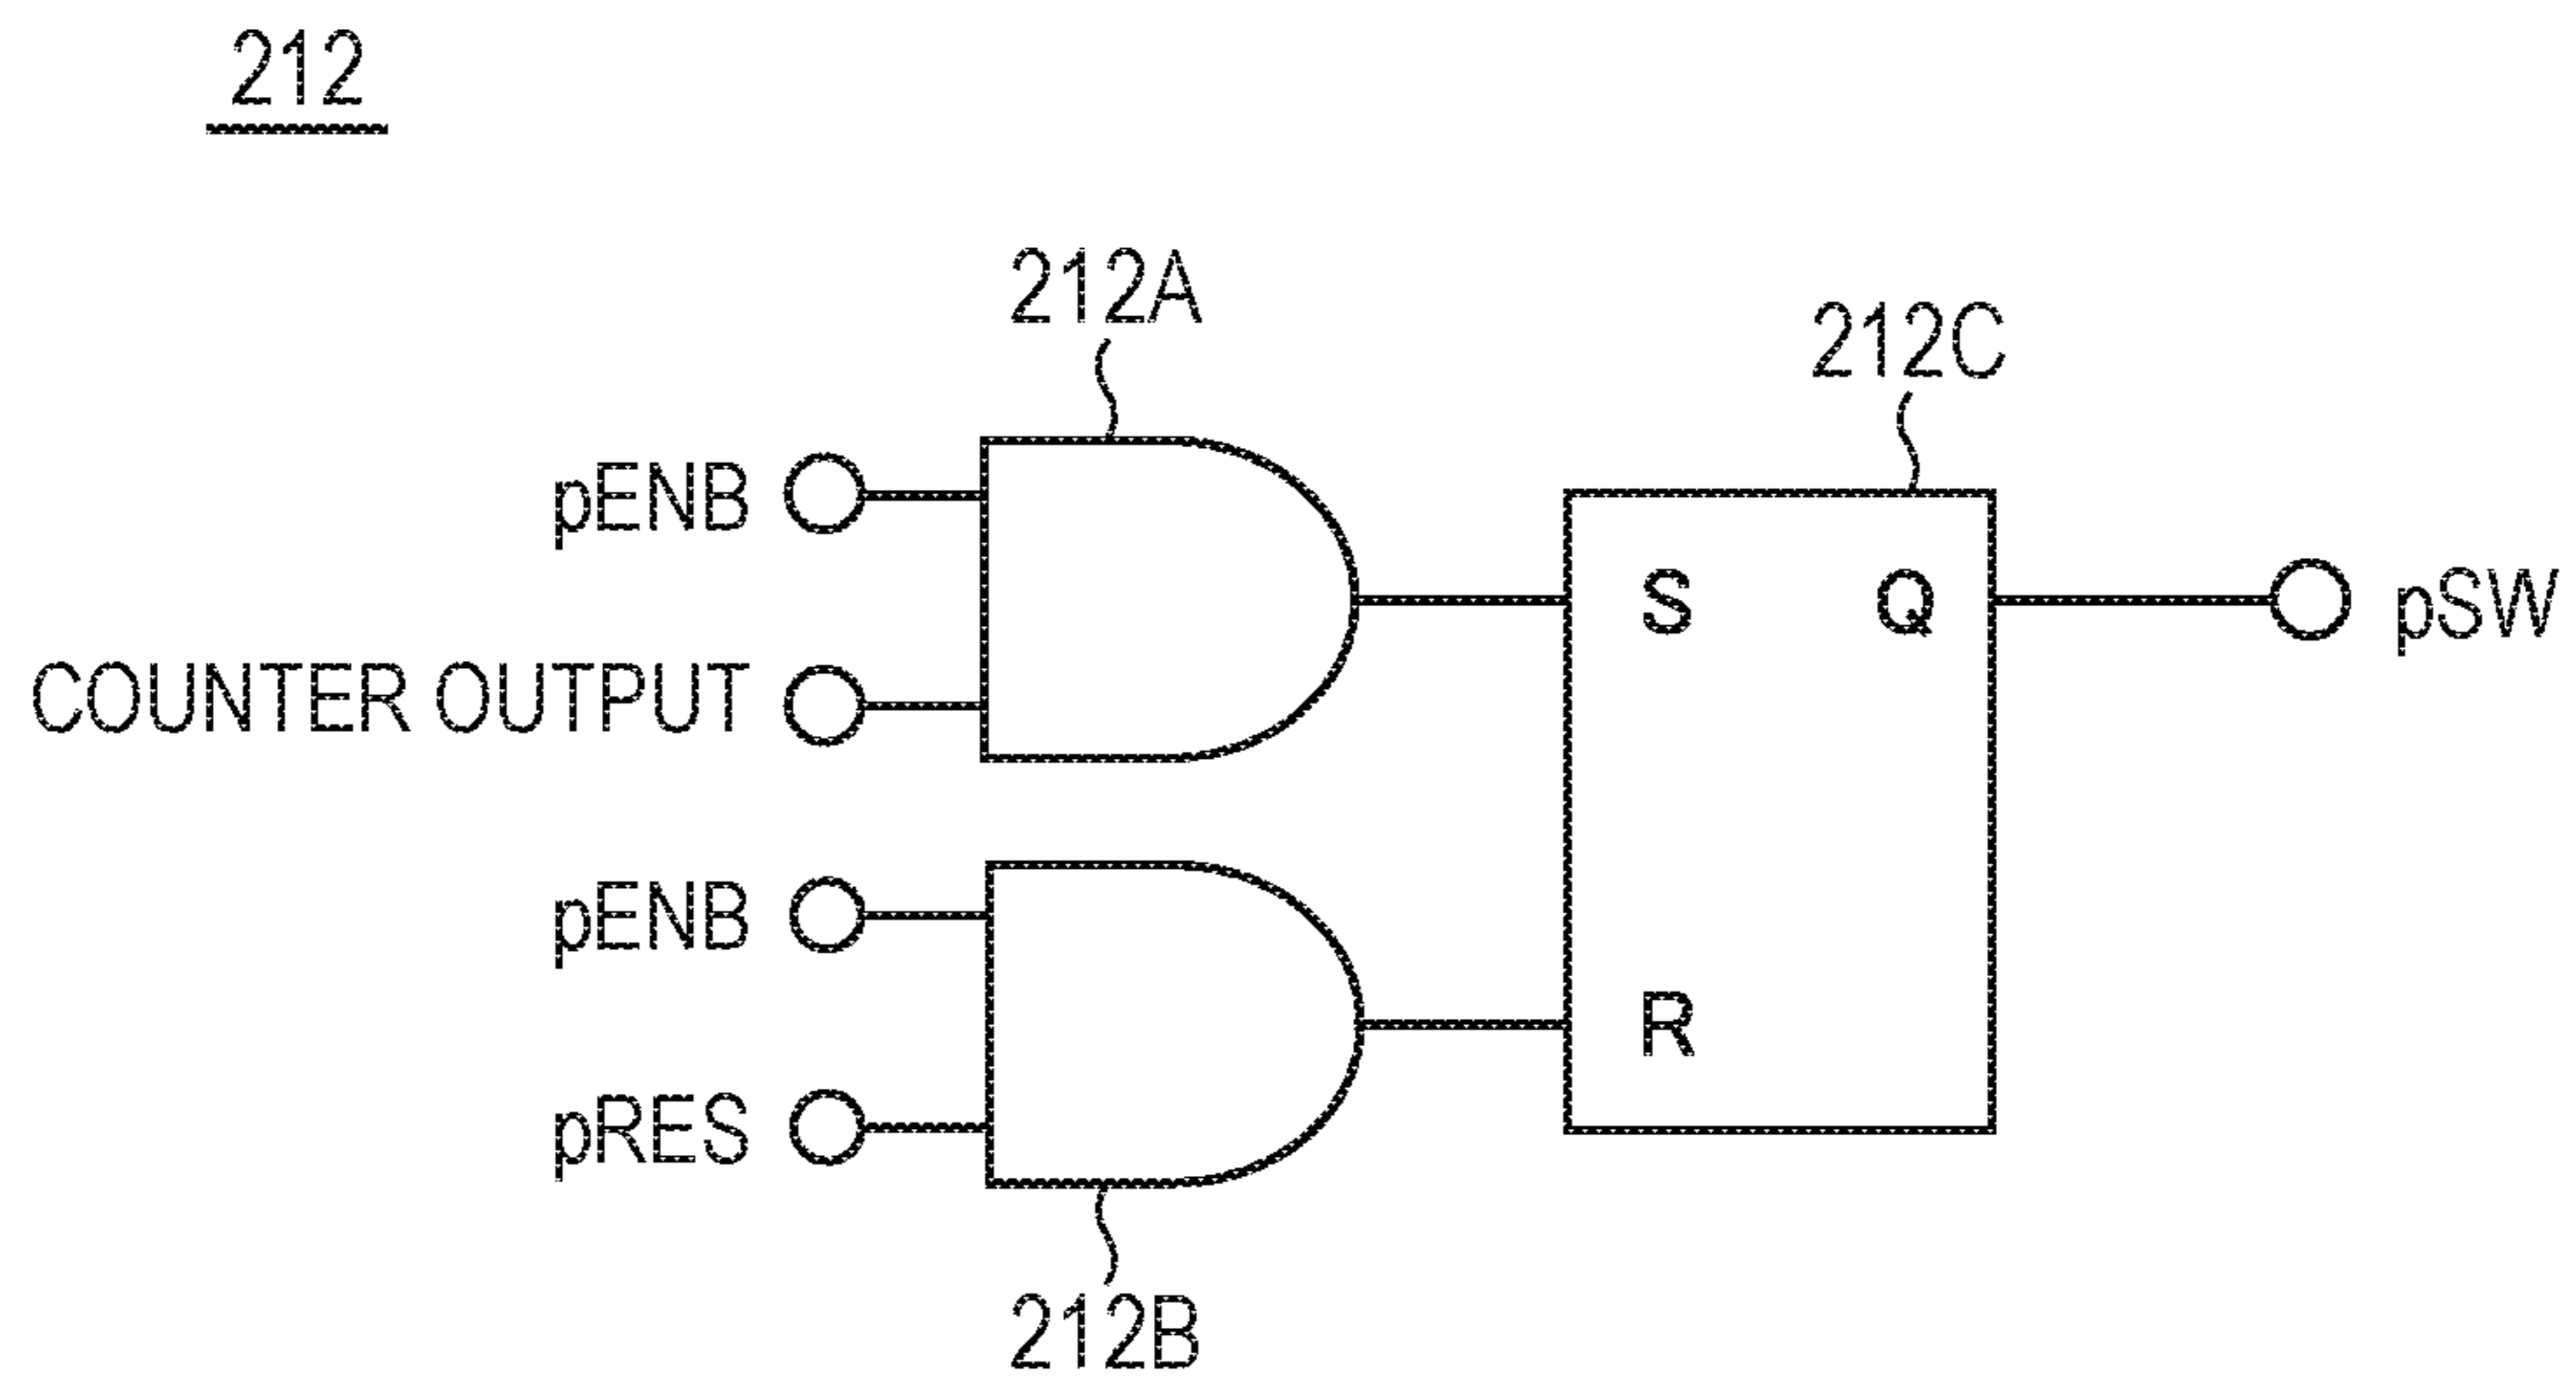 212
212A
212C
pENB
COUNTER OUTPUT
S
Q
pSW
pENB
pRES
R
212B